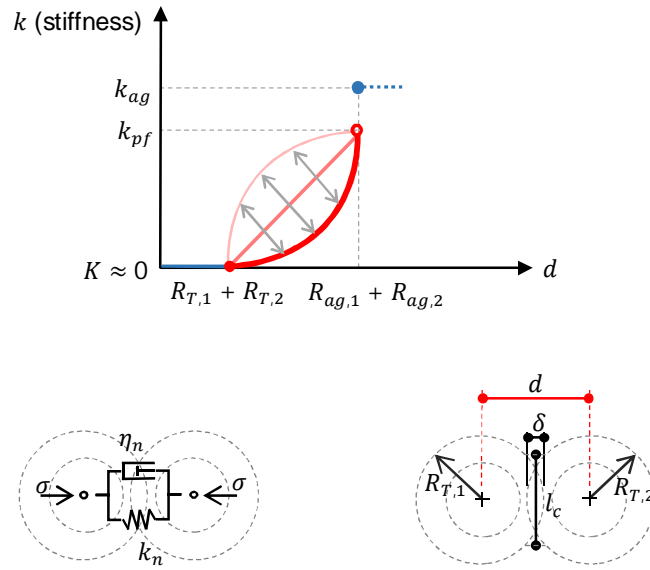 k (stiffness)
k_ag
k_pf
K ≈ 0
d
R_T,1 + R_T,2
R_ag,1 + R_ag,2
η_n
σ
σ
k_n
d
δ
R_T,1
l_c
R_T,2